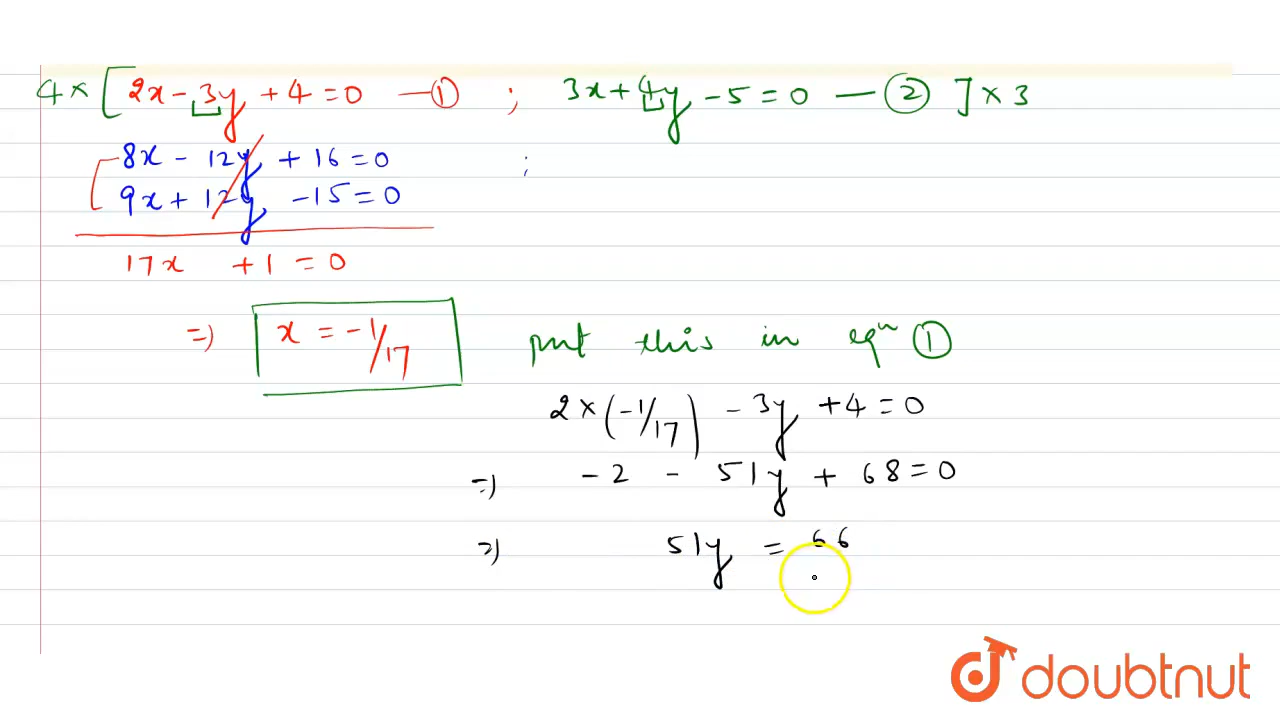 4 × [ 2x - 3y + 4 = 0 — ① ; 3x + 4y - 5 = 0 — ② ] × 3
8x - 12y + 16 = 0 ;
9x + 12y - 15 = 0
17x + 1 = 0
=) x = -1/17 put this in eqⁿ ①
2 × (-1/17) - 3y + 4 = 0
=) -2 - 51y + 68 = 0
=) 51y = 66
doubtnut